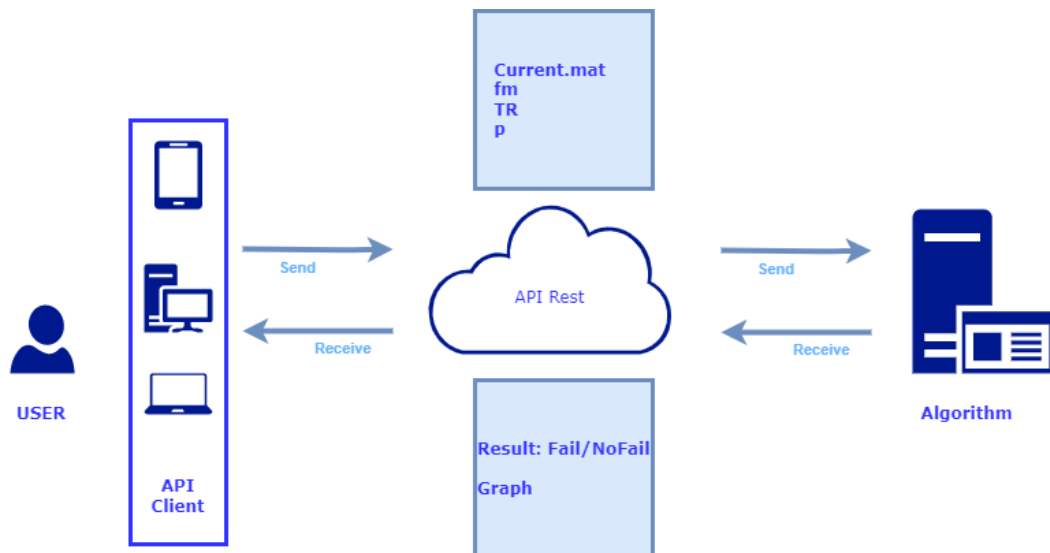 Current.mat
fm
TR
p
Send
Send
API Rest
Receive
Receive
USER
Algorithm
Result: Fail/NoFail
Graph
API
Client